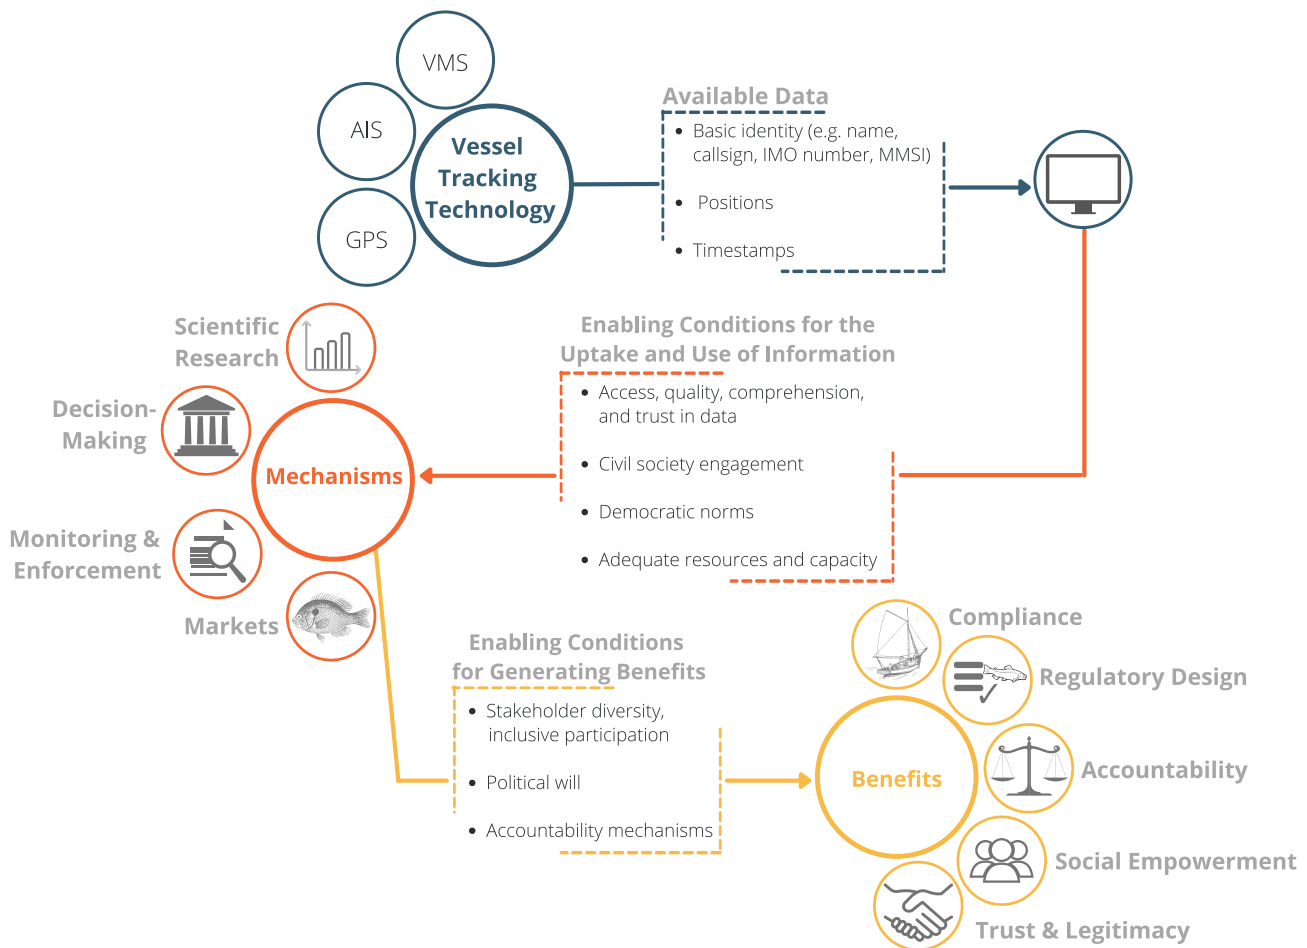 VMS
AIS
GPS
Vessel
Tracking
Technology
Available Data
• Basic identity (e.g. name,
callsign, IMO number, MMSI)
• Positions
• Timestamps
Enabling Conditions for the
Uptake and Use of Information
• Access, quality, comprehension,
and trust in data
• Civil society engagement
• Democratic norms
• Adequate resources and capacity
Scientific
Research
Decision-
Making
Mechanisms
Monitoring &
Enforcement
Markets
Enabling Conditions
for Generating Benefits
• Stakeholder diversity,
inclusive participation
• Political will
• Accountability mechanisms
Benefits
Compliance
Regulatory Design
Accountability
Social Empowerment
Trust & Legitimacy